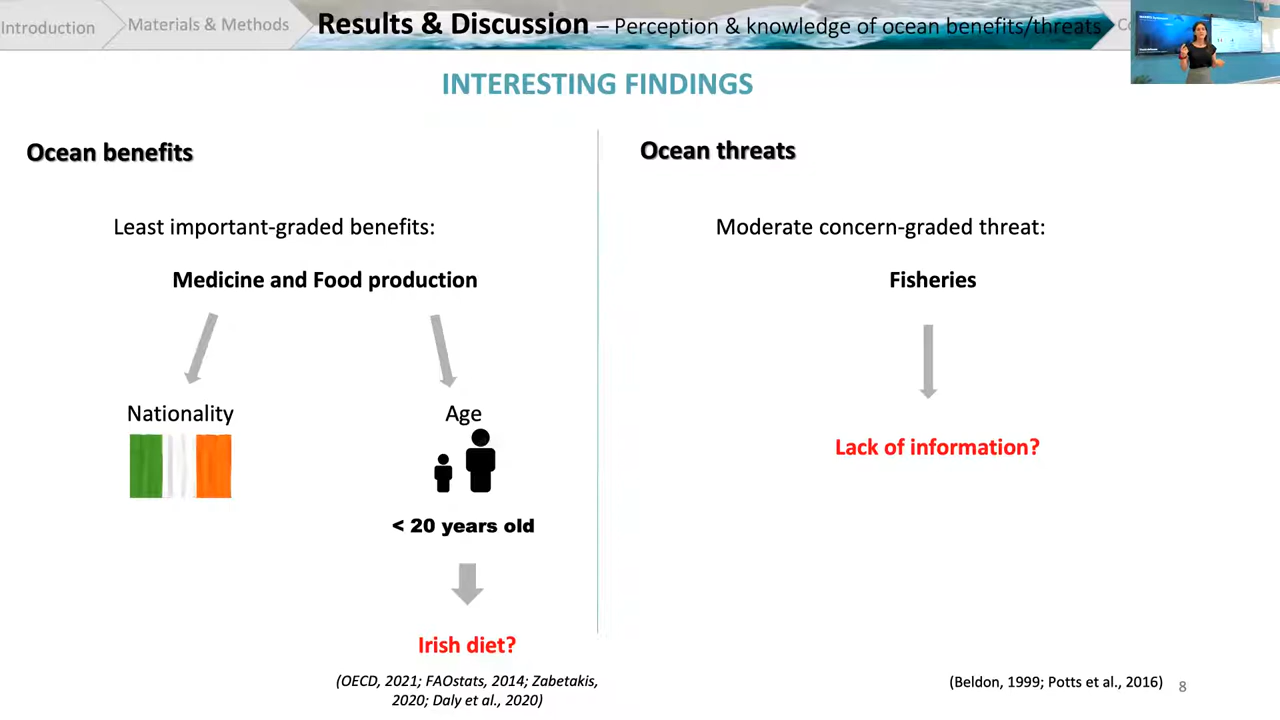 Introduction
Materials & Methods
Results & Discussion – Perception & knowledge of ocean benefits/threats
INTERESTING FINDINGS
Ocean benefits
Least important-graded benefits:
Medicine and Food production
Nationality
Age
< 20 years old
Irish diet?
(OECD, 2021; FAOstats, 2014; Zabetakis,
2020; Daly et al., 2020)
Ocean threats
Moderate concern-graded threat:
Fisheries
Lack of information?
(Beldon, 1999; Potts et al., 2016)
8